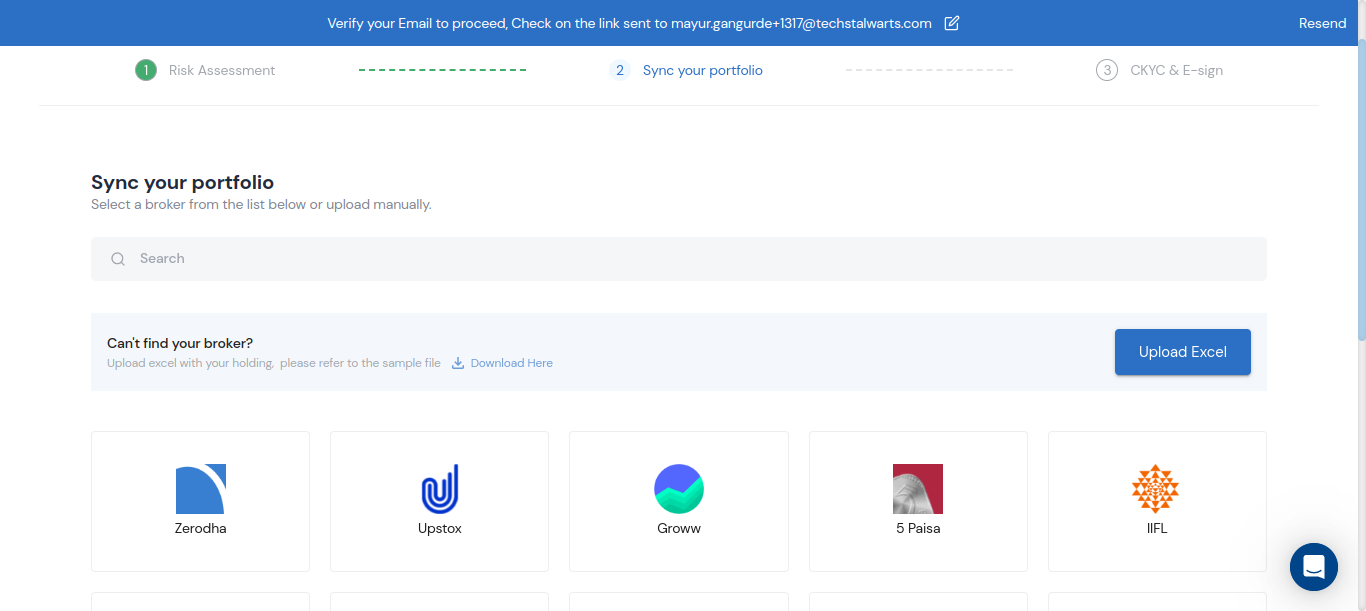 Verify your Email to proceed, Check on the link sent to mayur.gangurde+1317@techstalwarts.com Resend
1 Risk Assessment 2 Sync your portfolio 3 CKYC & E-sign
Sync your portfolio
Select a broker from the list below or upload manually.
Search
Can't find your broker?
Upload excel with your holding, please refer to the sample file Download Here
Upload Excel
Zerodha Upstox Groww 5 Paisa IIFL